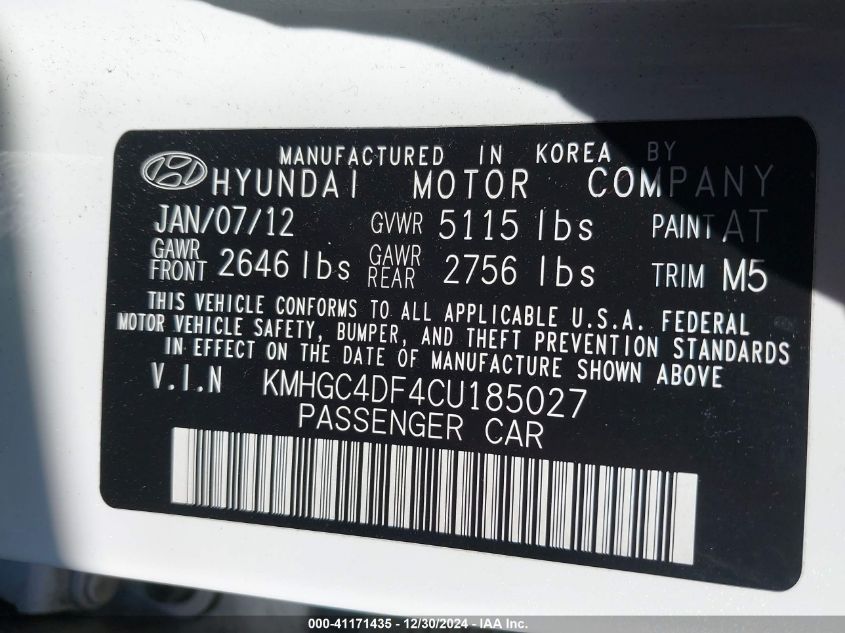 MANUFACTURED IN KOREA BY
HYUNDAI MOTOR COMPANY
JAN/07/12 GVWR 5115 lbs PAINT AT
GAWR FRONT 2646 lbs GAWR REAR 2756 lbs TRIM M5
THIS VEHICLE CONFORMS TO ALL APPLICABLE U.S.A. FEDERAL
MOTOR VEHICLE SAFETY, BUMPER, AND THEFT PREVENTION STANDARDS
IN EFFECT ON THE DATE OF MANUFACTURE SHOWN ABOVE
V.I.N KMHGC4DF4CU185027
PASSENGER CAR
000-41171435 - 12/30/2024 - IAA Inc.